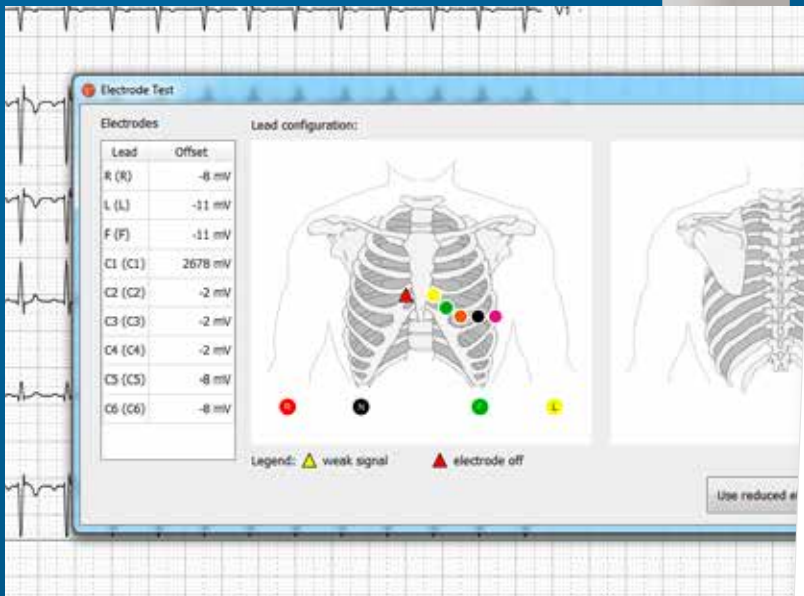 V1
Electrode Test
Electrodes
Lead configuration:
Lead Offset
R (R) -8 mV
L (L) -11 mV
F (F) -11 mV
C1 (C1) 2678 mV
C2 (C2) -2 mV
C3 (C3) -2 mV
C4 (C4) -2 mV
C5 (C5) -8 mV
C6 (C6) -8 mV
R N F L
Legend: weak signal electrode off
Use reduced